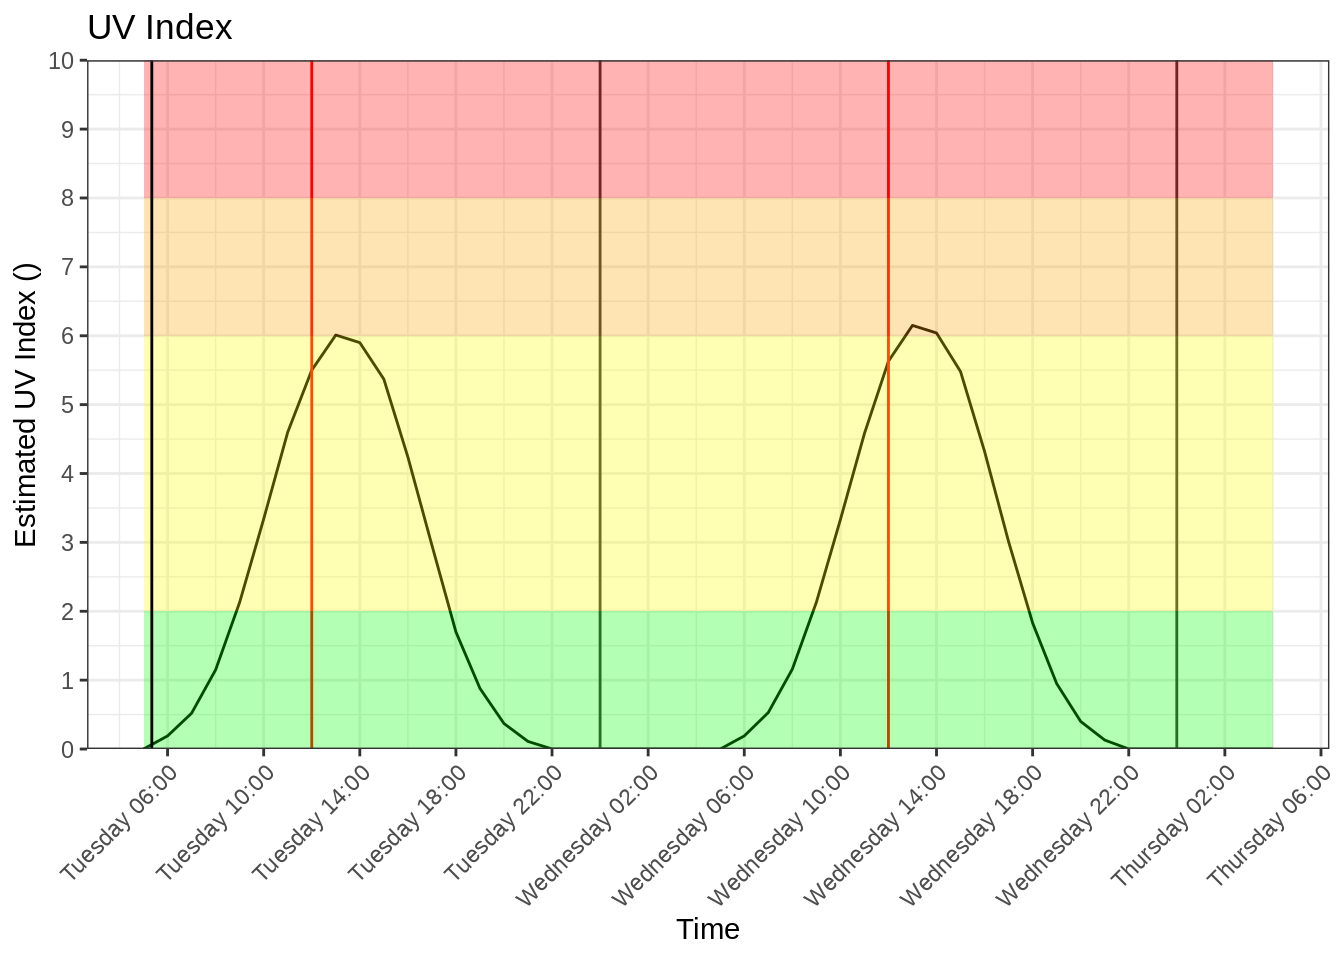 UV Index
Estimated UV Index ()
10
9
8
7
6
5
4
3
2
1
0
Tuesday 06:00
Tuesday 10:00
Tuesday 14:00
Tuesday 18:00
Tuesday 22:00
Wednesday 02:00
Wednesday 06:00
Wednesday 10:00
Wednesday 14:00
Wednesday 18:00
Wednesday 22:00
Thursday 02:00
Thursday 06:00
Time